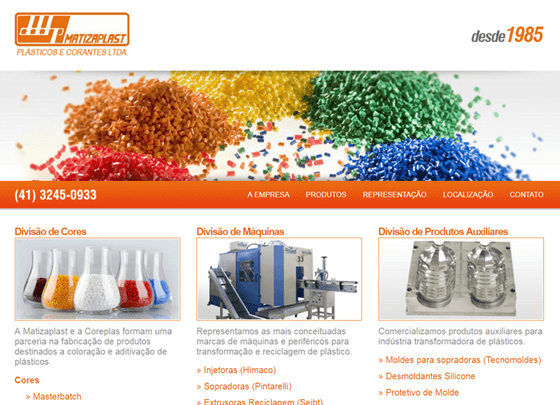 MATIZAPLAST
PLÁSTICOS E CORANTES LTDA.
desde 1985
(41) 3245-0933
A EMPRESA PRODUTOS REPRESENTAÇÃO LOCALIZAÇÃO CONTATO
Divisão de Cores
A Matizaplast e a Coreplas formam uma
parceria na fabricação de produtos
destinados a coloração e aditivação de
plásticos.
Cores
» Masterbatch
Divisão de Máquinas
Representamos as mais conceituadas
marcas de máquinas e periféricos para
transformação e reciclagem de plástico.
» Injetoras (Himaco)
» Sopradoras (Pintarelli)
» Extrusoras Reciclagem (Seibt)
Divisão de Produtos Auxiliares
Comercializamos produtos auxiliares para
indústria transformadora de plásticos.
» Moldes para sopradoras (Tecnomoldes)
» Desmoldantes Silicone
» Protetivo de Molde